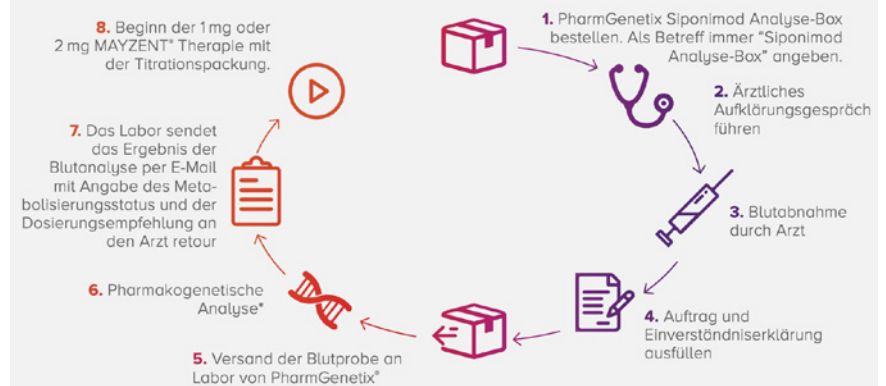 1. PharmGenetix Siponimod Analyse-Box
bestellen. Als Betreff immer "Siponimod
Analyse-Box" angeben.
2. Ärztliches
Aufklärungsgespräch
führen
3. Blutabnahme
durch Arzt
4. Auftrag und
Einverständniserklärung
ausfüllen
5. Versand der Blutprobe an
Labor von PharmGenetix®
6. Pharmakogenetische
Analyse*
7. Das Labor sendet
das Ergebnis der
Blutanalyse per E-Mail
mit Angabe des Meta-
bolisierungsstatus und der
Dosierungsempfehlung an
den Arzt retour
8. Beginn der 1 mg oder
2 mg MAYZENT® Therapie mit
der Titrationspackung.